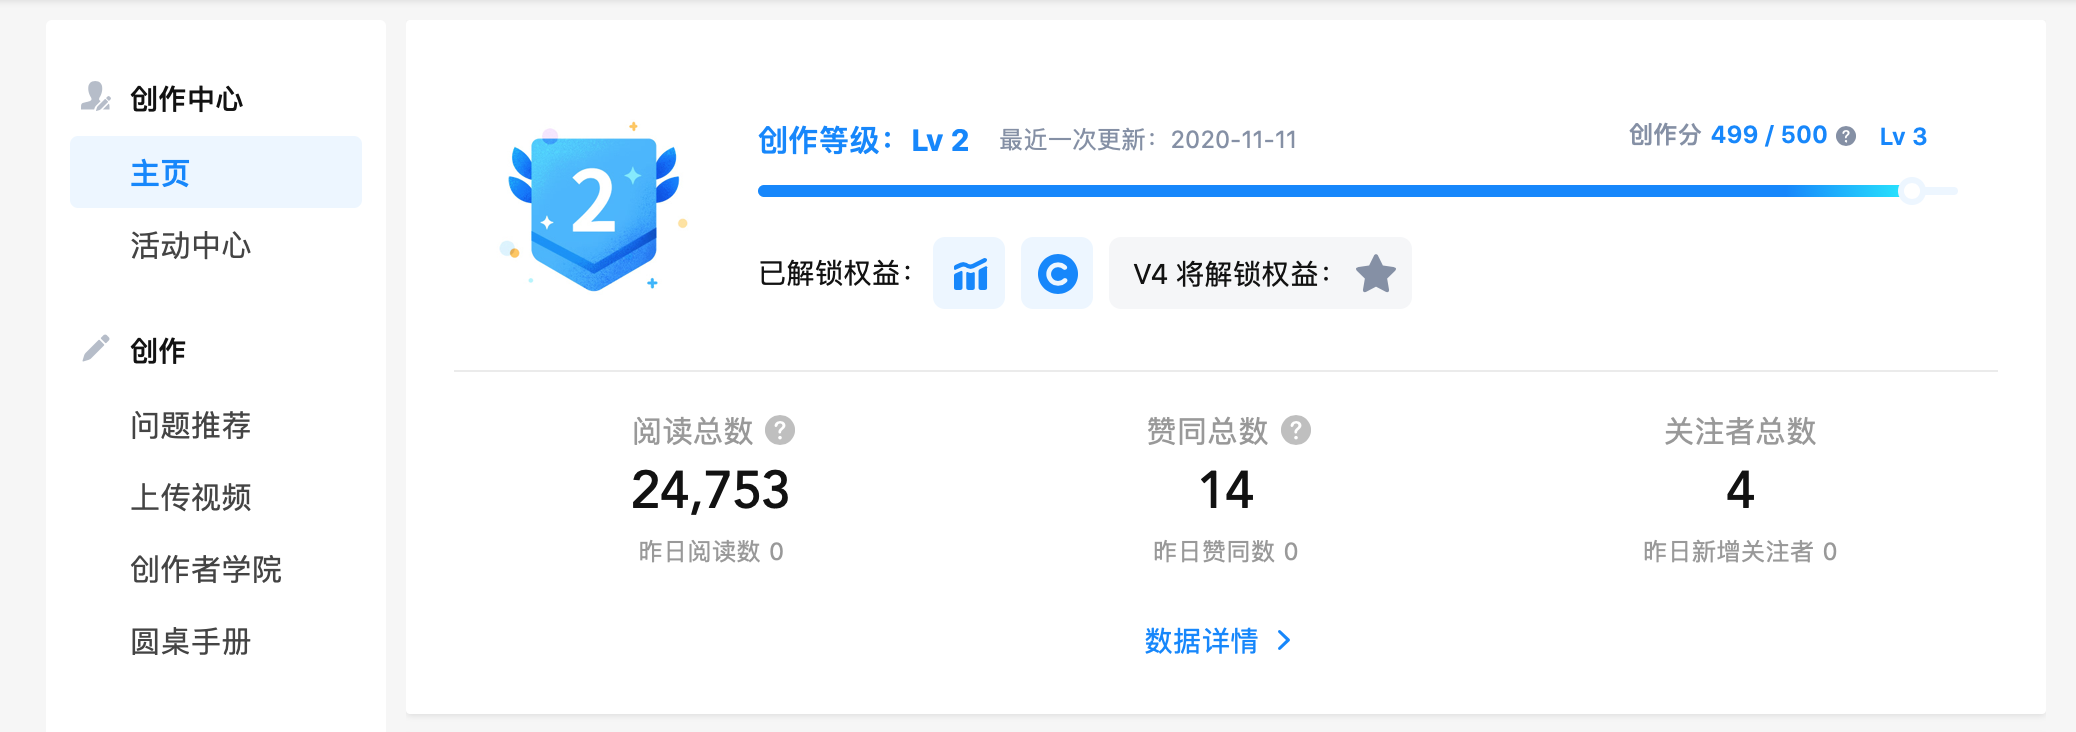 创作中心
主页
活动中心
创作
问题推荐
上传视频
创作者学院
圆桌手册
2
创作等级：Lv 2 最近一次更新：2020-11-11 创作分 499 / 500 ? Lv 3
已解锁权益： C V4 将解锁权益：
阅读总数 ? 赞同总数 ? 关注者总数
24,753 14 4
昨日阅读数 0 昨日赞同数 0 昨日新增关注者 0
数据详情 >